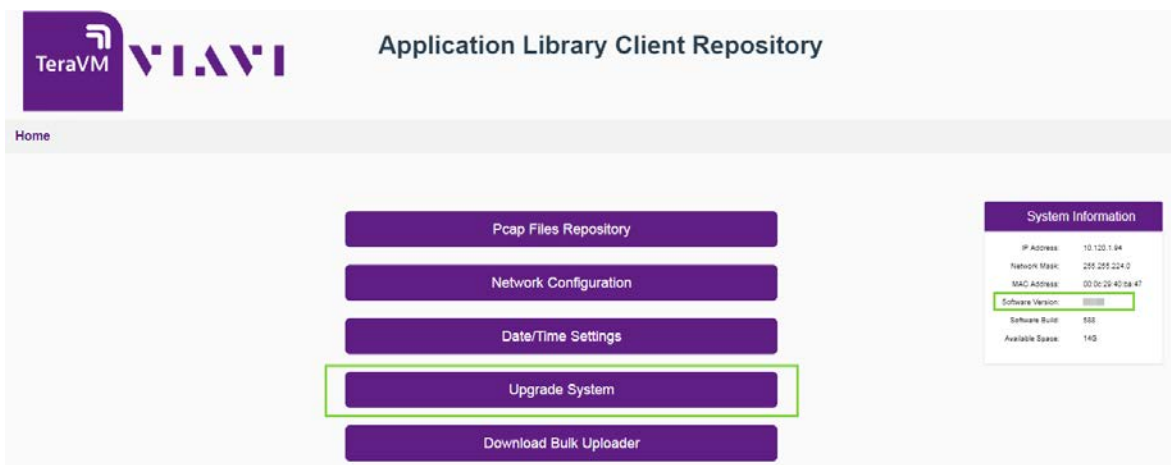 TeraVM
VIAVI
Application Library Client Repository
Home
Pcap Files Repository
Network Configuration
Date/Time Settings
Upgrade System
Download Bulk Uploader
System Information
IP Address: 10.120.1.94
Network Mask: 255.255.224.0
MAC Address: 00:0c:29:40:ba:47
Software Version:
Software Build: 588
Available Space: 14G